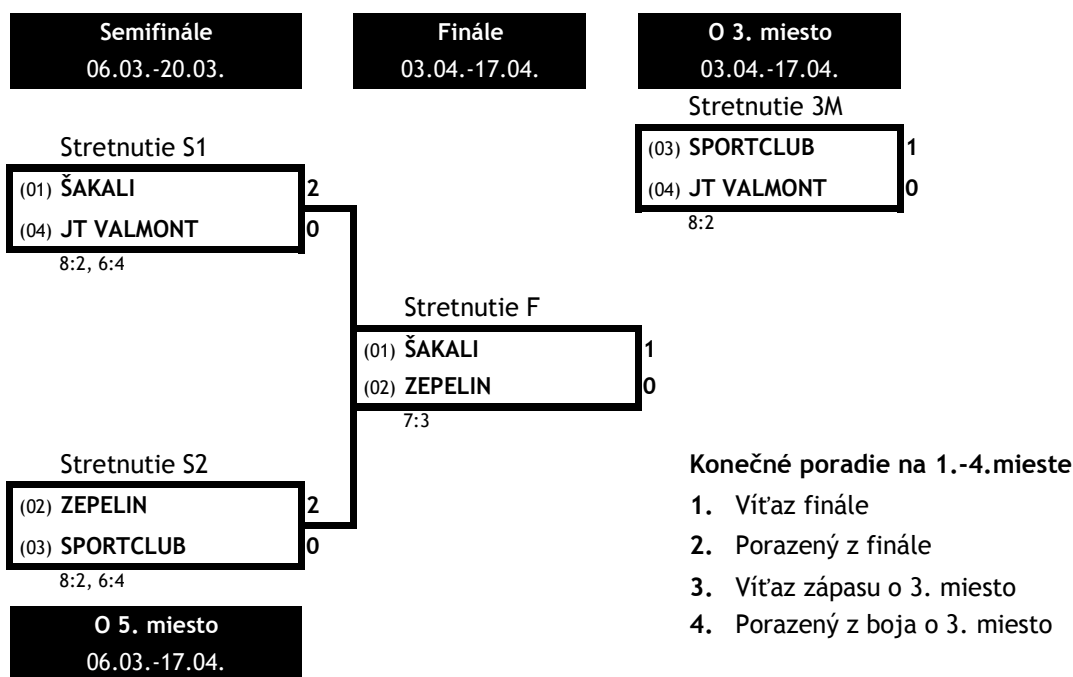 Semifinále
06.03.-20.03.
Finále
03.04.-17.04.
O 3. miesto
03.04.-17.04.
Stretnutie 3M
(03) SPORTCLUB 1
(04) JT VALMONT 0
8:2
Stretnutie S1
(01) ŠAKALI 2
(04) JT VALMONT 0
8:2, 6:4
Stretnutie F
(01) ŠAKALI 1
(02) ZEPELIN 0
7:3
Stretnutie S2
(02) ZEPELIN 2
(03) SPORTCLUB 0
8:2, 6:4
Konečné poradie na 1.-4.mieste
1. Víťaz finále
2. Porazený z finále
3. Víťaz zápasu o 3. miesto
4. Porazený z boja o 3. miesto
O 5. miesto
06.03.-17.04.